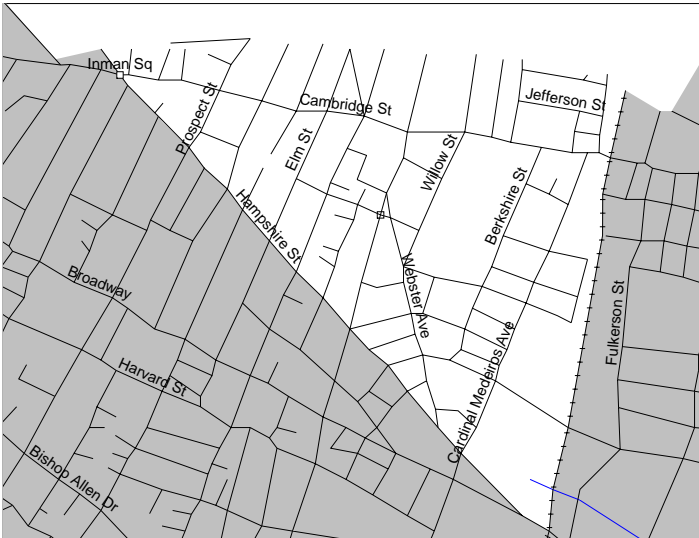 Inman Sq
Prospect St
Cambridge St
Jefferson St
Elm St
Willow St
Berkshire St
Hampshire St
Webster Ave
Broadway
Fulkerson St
Harvard St
Cardinal Medeiros Ave
Bishop Allen Dr